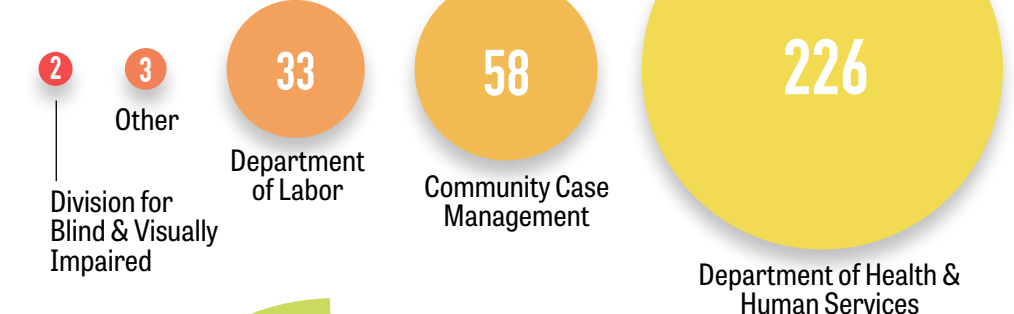 2
3
33
58
226
Other
Department
of Labor
Community Case
Management
Division for
Blind & Visually
Impaired
Department of Health &
Human Services